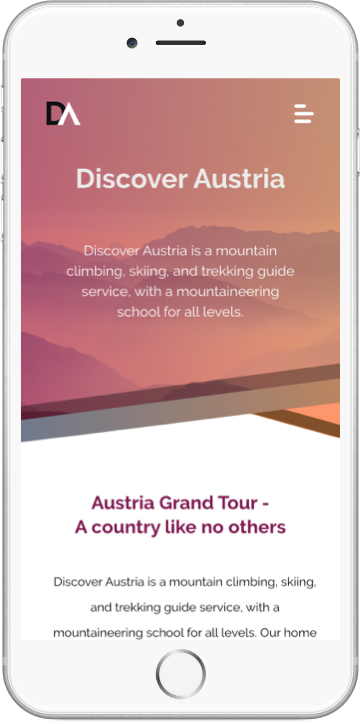 DA
Discover Austria
Discover Austria is a mountain
climbing, skiing, and trekking guide
service, with a mountaineering
school for all levels.
Austria Grand Tour -
A country like no others
Discover Austria is a mountain climbing, skiing,
and trekking guide service, with a
mountaineering school for all levels. Our home